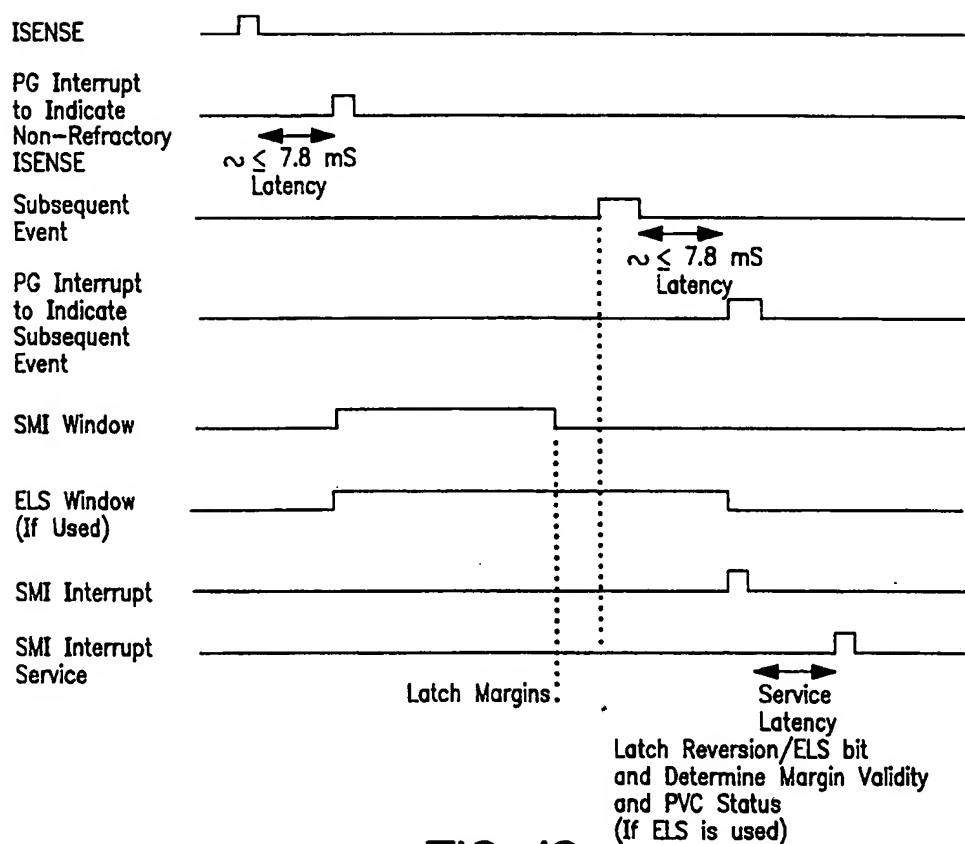 ISENSE
PG Interrupt
to Indicate
Non-Refractory
ISENSE
~ ≤ 7.8 mS
Latency
Subsequent
Event
~ ≤ 7.8 mS
Latency
PG Interrupt
to Indicate
Subsequent
Event
SMI Window
ELS Window
(If Used)
SMI Interrupt
SMI Interrupt
Service
Latch Margins
Service
Latency
Latch Reversion/ELS bit
and Determine Margin Validity
and PVC Status
(If ELS is used)